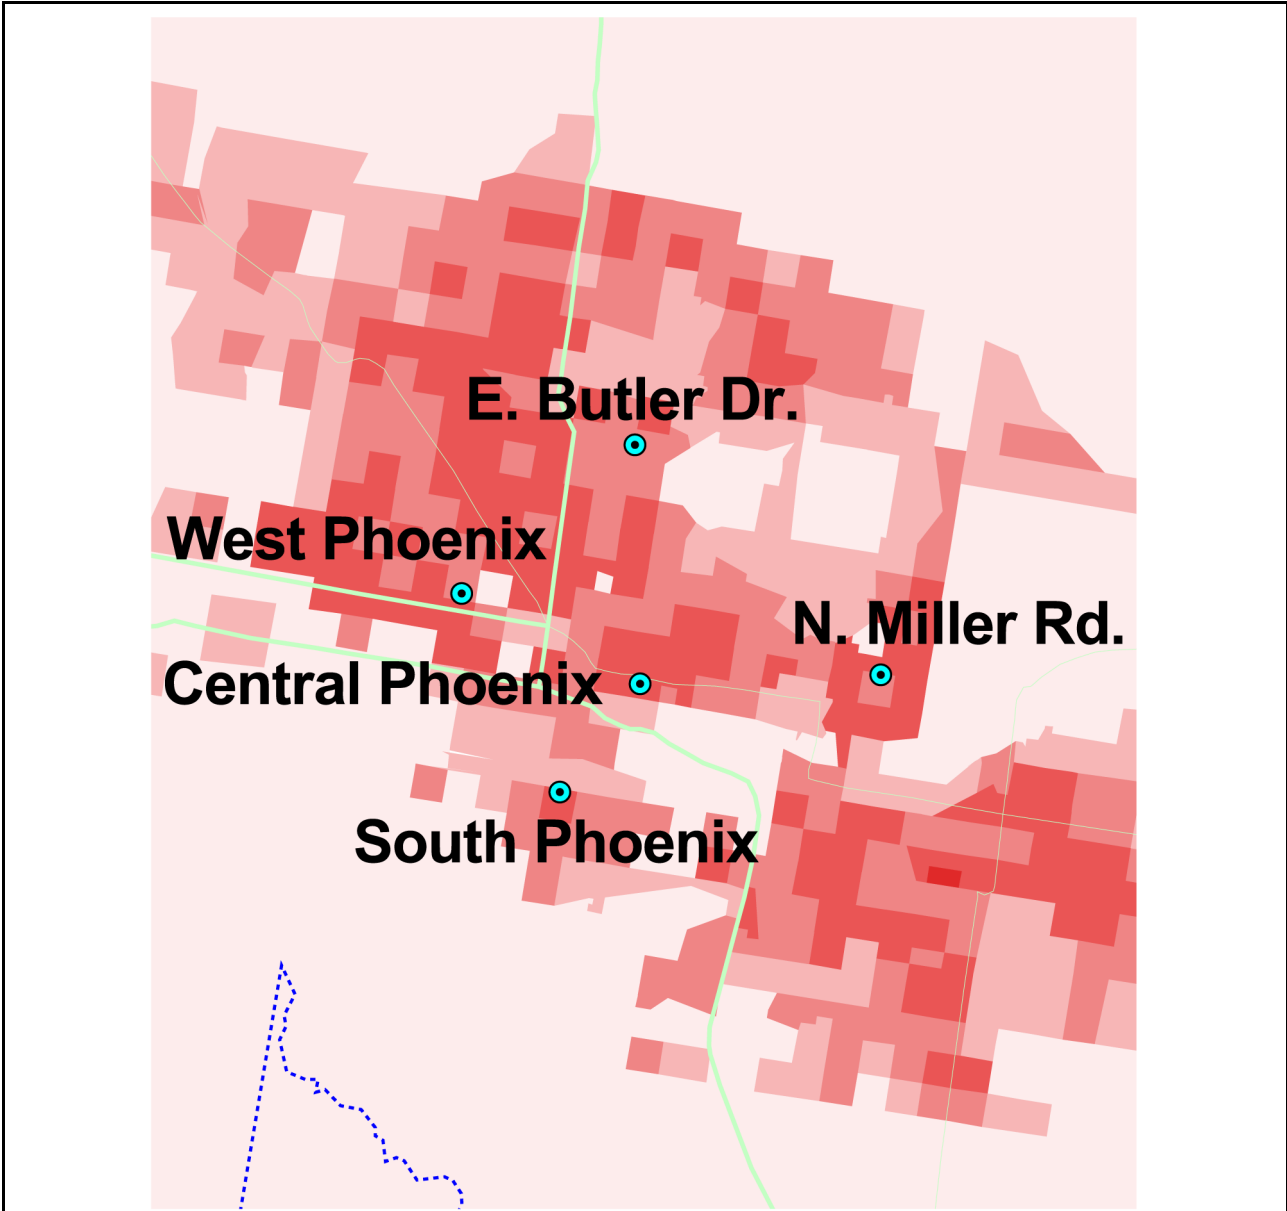 E. Butler Dr.
West Phoenix
N. Miller Rd.
Central Phoenix
South Phoenix